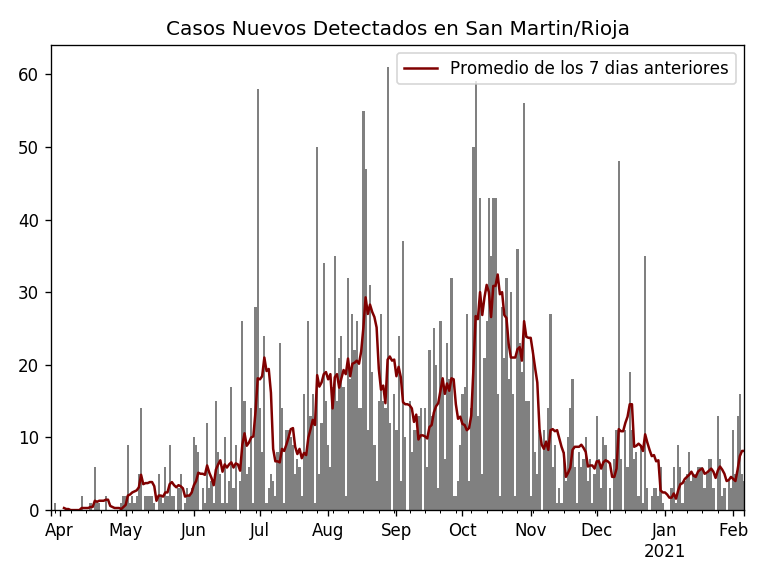 Casos Nuevos Detectados en San Martin/Rioja
Promedio de los 7 dias anteriores
60
50
40
30
20
10
0
Apr May Jun Jul Aug Sep Oct Nov Dec Jan Feb
2021